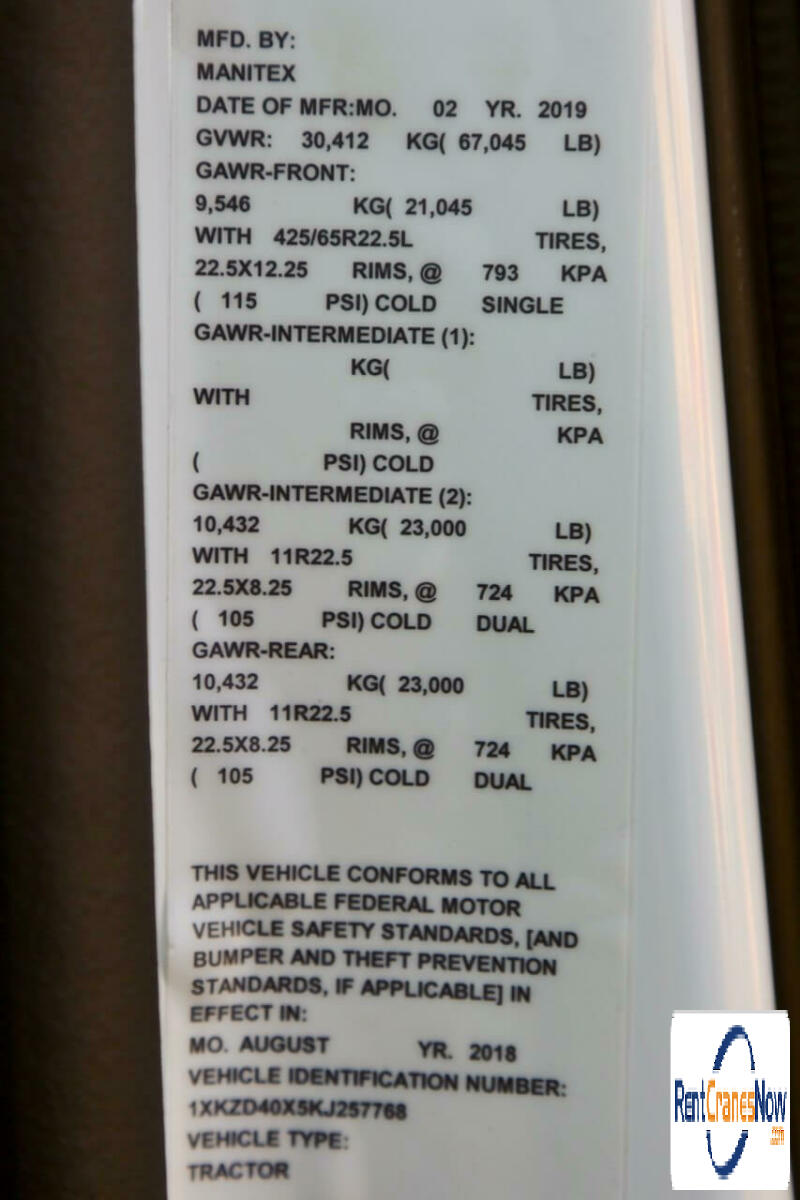 MFD. BY:
MANITEX
DATE OF MFR:MO. 02 YR. 2019
GVWR: 30,412 KG( 67,045 LB)
GAWR-FRONT:
9,546 KG( 21,045 LB)
WITH 425/65R22.5L TIRES,
22.5X12.25 RIMS, @ 793 KPA
( 115 PSI) COLD SINGLE
GAWR-INTERMEDIATE (1):
KG( LB)
WITH TIRES,
RIMS, @ KPA
( PSI) COLD
GAWR-INTERMEDIATE (2):
10,432 KG( 23,000 LB)
WITH 11R22.5 TIRES,
22.5X8.25 RIMS, @ 724 KPA
( 105 PSI) COLD DUAL
GAWR-REAR:
10,432 KG( 23,000 LB)
WITH 11R22.5 TIRES,
22.5X8.25 RIMS, @ 724 KPA
( 105 PSI) COLD DUAL
THIS VEHICLE CONFORMS TO ALL
APPLICABLE FEDERAL MOTOR
VEHICLE SAFETY STANDARDS, [AND
BUMPER AND THEFT PREVENTION
STANDARDS, IF APPLICABLE] IN
EFFECT IN:
MO. AUGUST YR. 2018
VEHICLE IDENTIFICATION NUMBER:
1XKZD40X5KJ257768
VEHICLE TYPE:
TRACTOR
RentCranesNow
.com